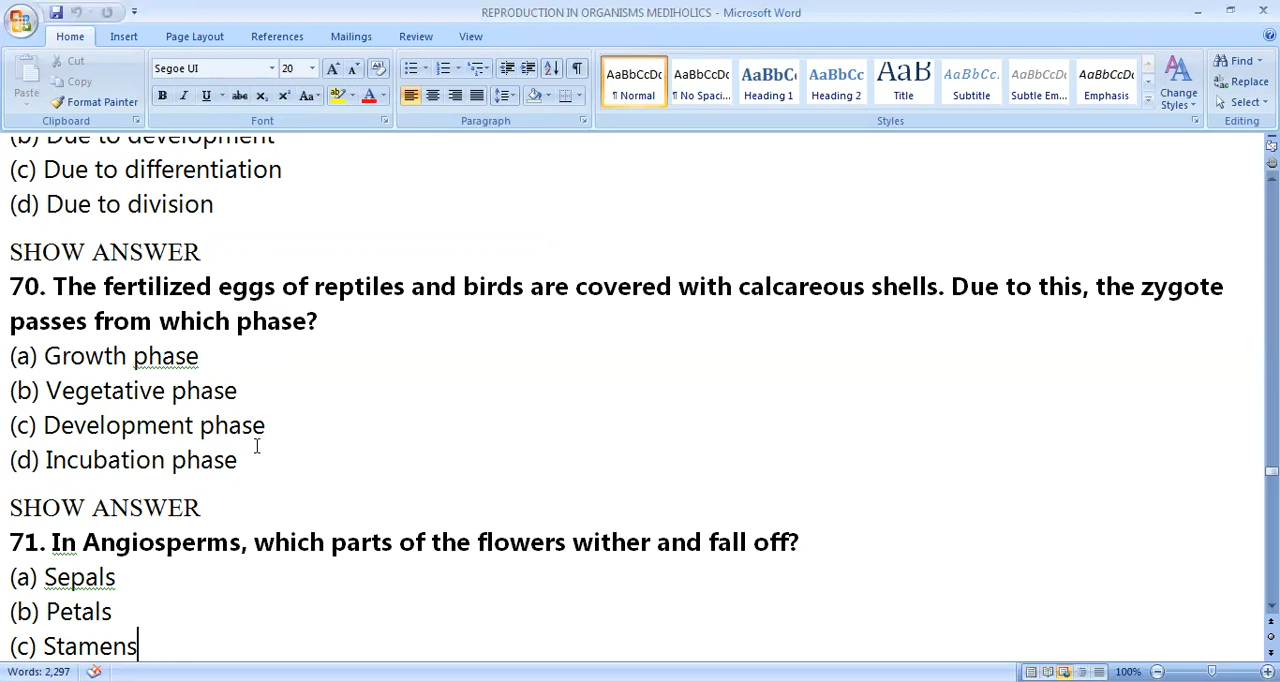 REPRODUCTION IN ORGANISMS MEDIHOLICS - Microsoft Word
Home Insert Page Layout References Mailings Review View
Paste
Cut
Copy
Format Painter
Clipboard
Segoe UI 20
Font
Paragraph
AaBbCcDc AaBbCcDc AaBbC AaBbCc AaB AaBbCc. AaBbCcDc AaBbCcDc
¶ Normal ¶ No Spaci... Heading 1 Heading 2 Title Subtitle Subtle Em... Emphasis
Change Styles
Styles
Find
Replace
Select
Editing
(b) Due to development
(c) Due to differentiation
(d) Due to division
SHOW ANSWER
70. The fertilized eggs of reptiles and birds are covered with calcareous shells. Due to this, the zygote
passes from which phase?
(a) Growth phase
(b) Vegetative phase
(c) Development phase
(d) Incubation phase
SHOW ANSWER
71. In Angiosperms, which parts of the flowers wither and fall off?
(a) Sepals
(b) Petals
(c) Stamens
Words: 2,297
100%